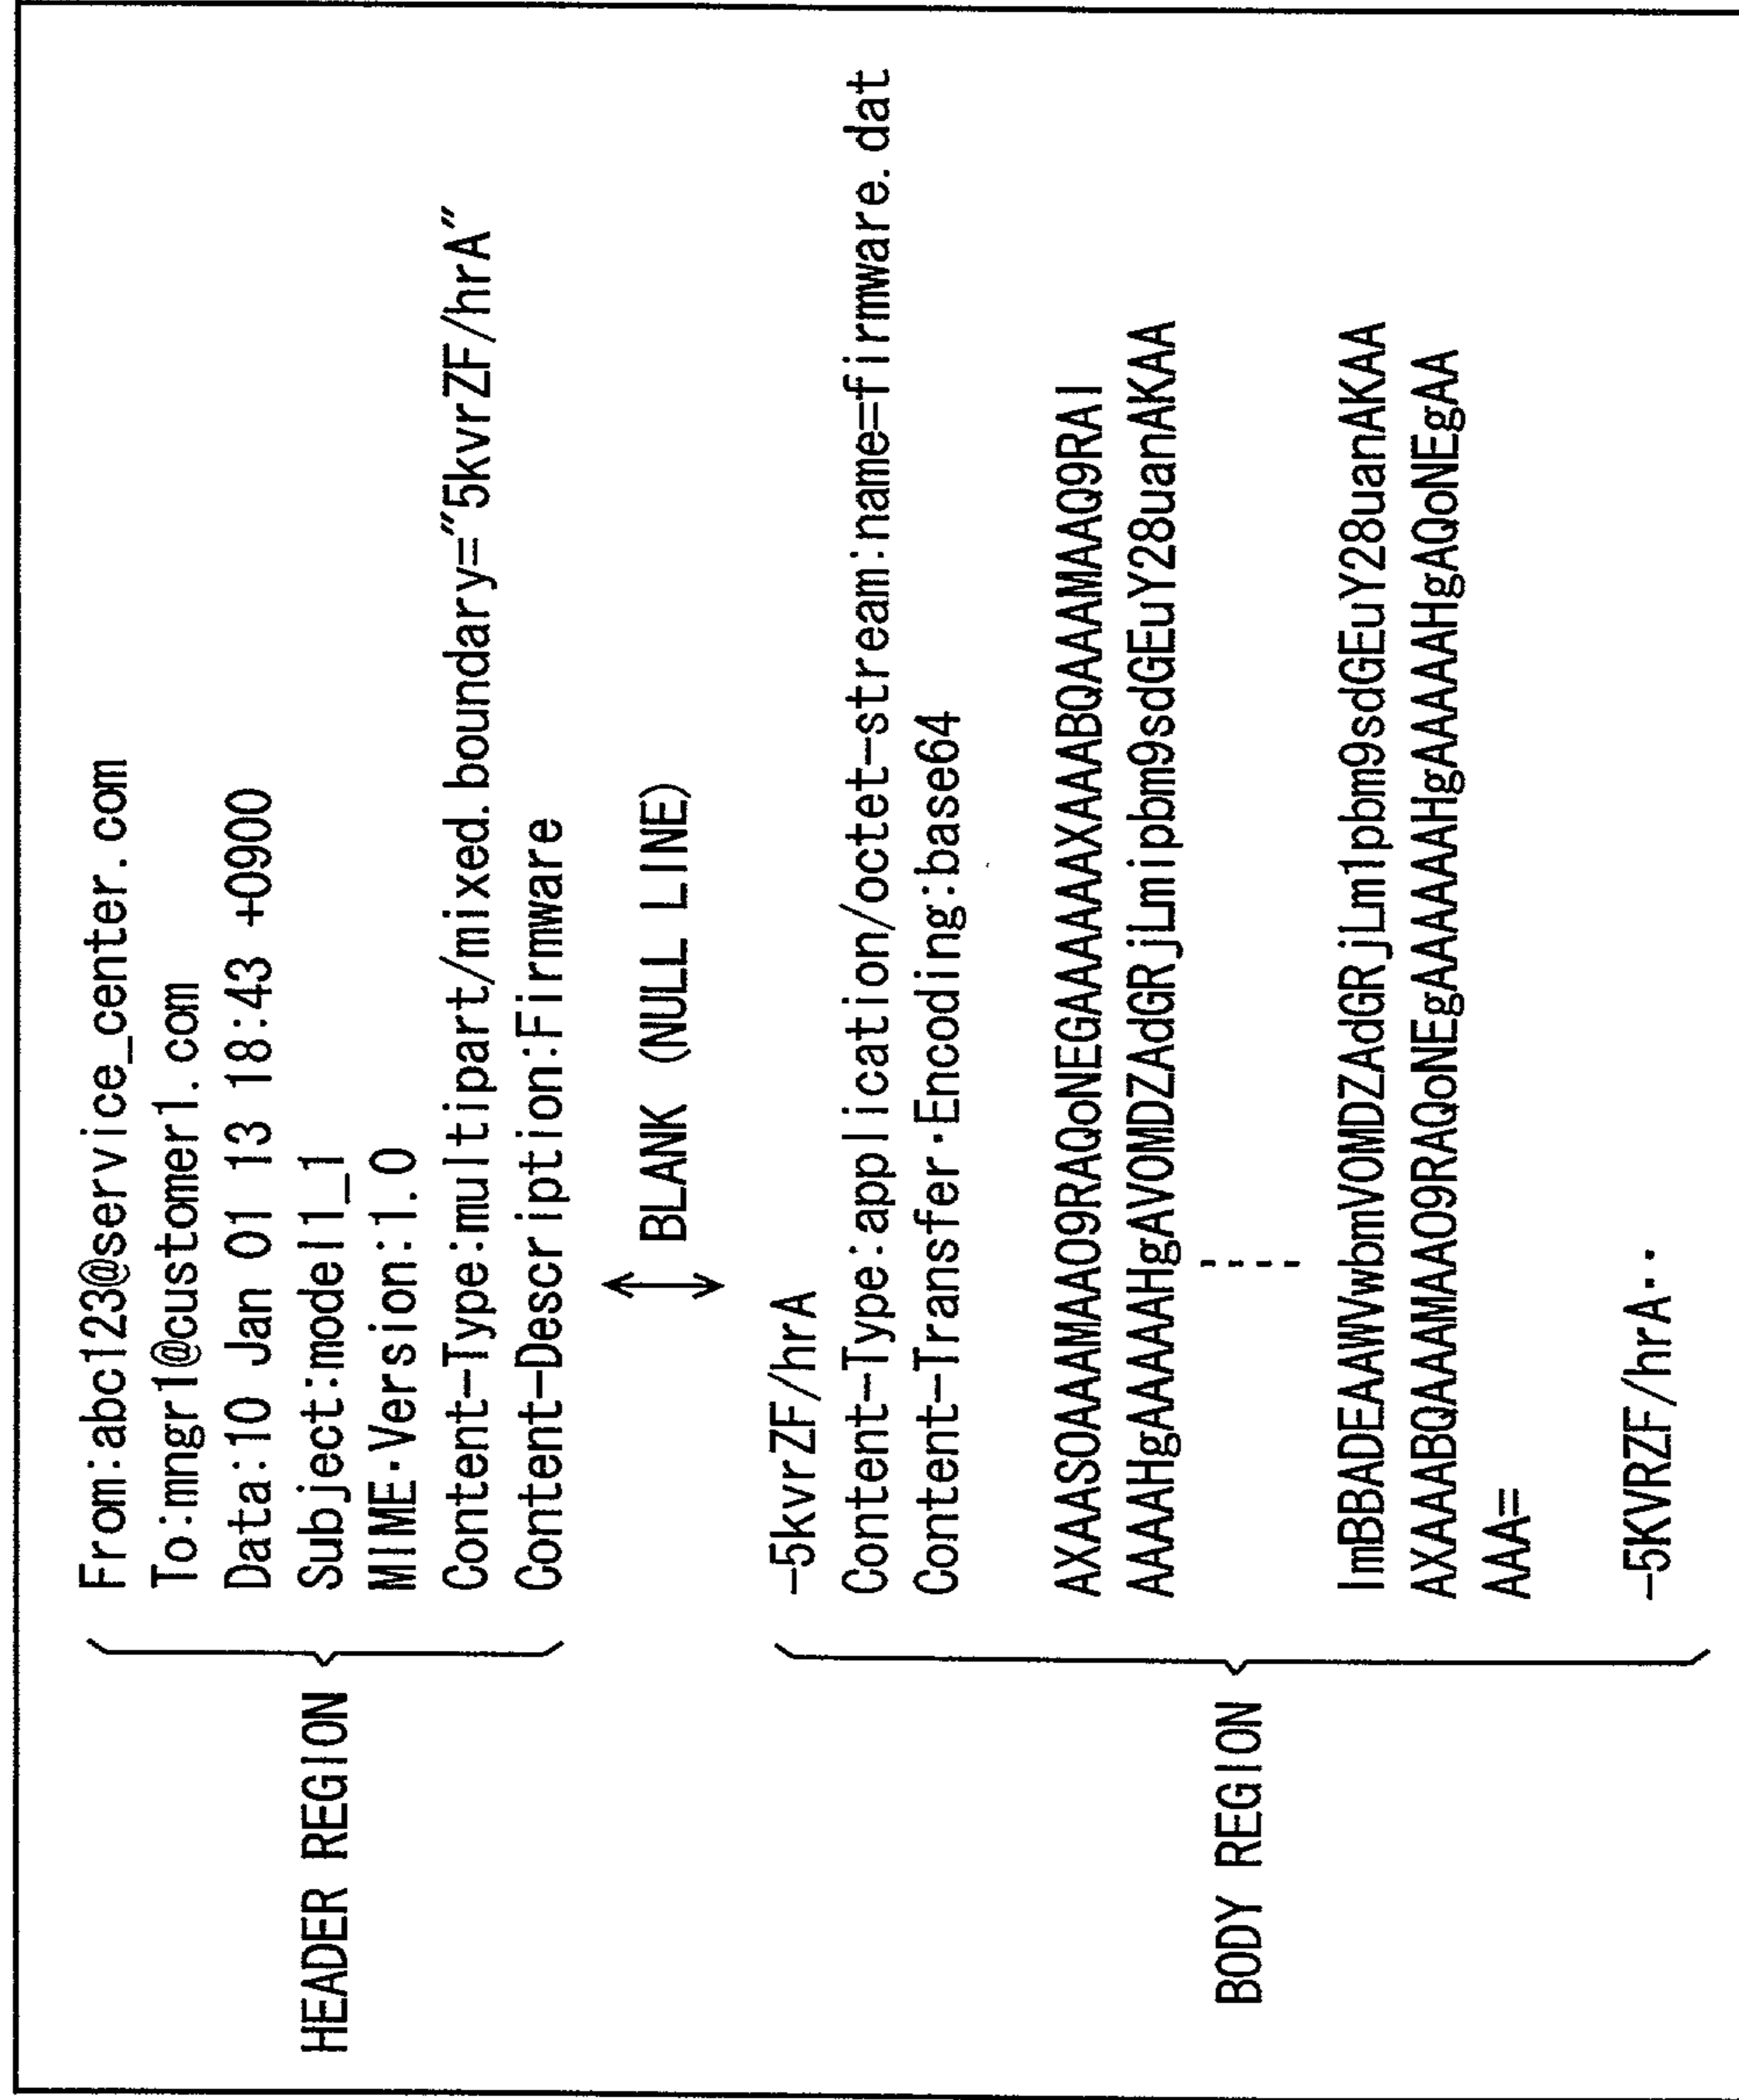 HEADER REGION
From:abc123@service_center.com
To:mngr1@customer1.com
Data:10 Jan 01 13 18:43 +0900
Subject:model1_1
MIME·Version:1.0
Content-Type:multipart/mixed.boundary="5kvrZF/hrA"
Content-Description:Firmware
BLANK (NULL LINE)
BODY REGION
-5kvrZF/hrA
Content-Type:application/octet-stream:name=firmware.dat
Content-Transfer·Encoding:base64
AXAASOAAAMAAO9RAQoNEGAAAAAXAAABQAAAMAAQ9RAI
AAAAHgAAAAAHgAVOMDZAdGRjLmipbm9sdGEuY28uanAKAA
ImBBADEAAWVwbmVOMDZAdGRjLm1pbm9sdGEuY28uanAKAA
AXAAABQAAAMAAO9RAQoNEgAAAAAAHgAAAAAHgAQoNEgAA
AAA=
-5KVRZF/hrA··